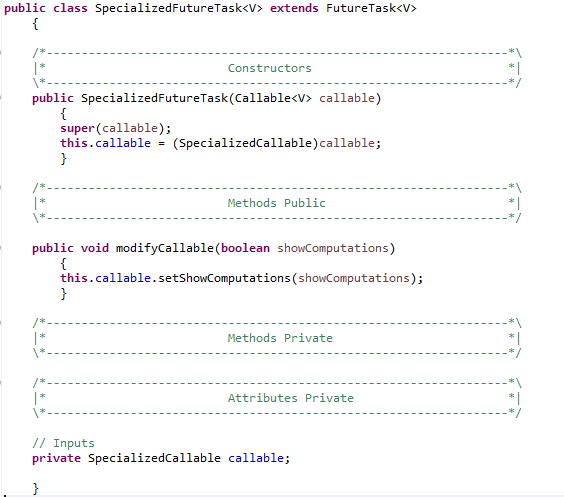 public class SpecializedFutureTask<V> extends FutureTask<V>
{
/*------------------------------------------------------------------*\
|* Constructors *|
\*------------------------------------------------------------------*/
public SpecializedFutureTask(Callable<V> callable)
{
super(callable);
this.callable = (SpecializedCallable)callable;
}
/*------------------------------------------------------------------*\
|* Methods Public *|
\*------------------------------------------------------------------*/
public void modifyCallable(boolean showComputations)
{
this.callable.setShowComputations(showComputations);
}
/*------------------------------------------------------------------*\
|* Methods Private *|
\*------------------------------------------------------------------*/
/*------------------------------------------------------------------*\
|* Attributes Private *|
\*------------------------------------------------------------------*/
// Inputs
private SpecializedCallable callable;
}